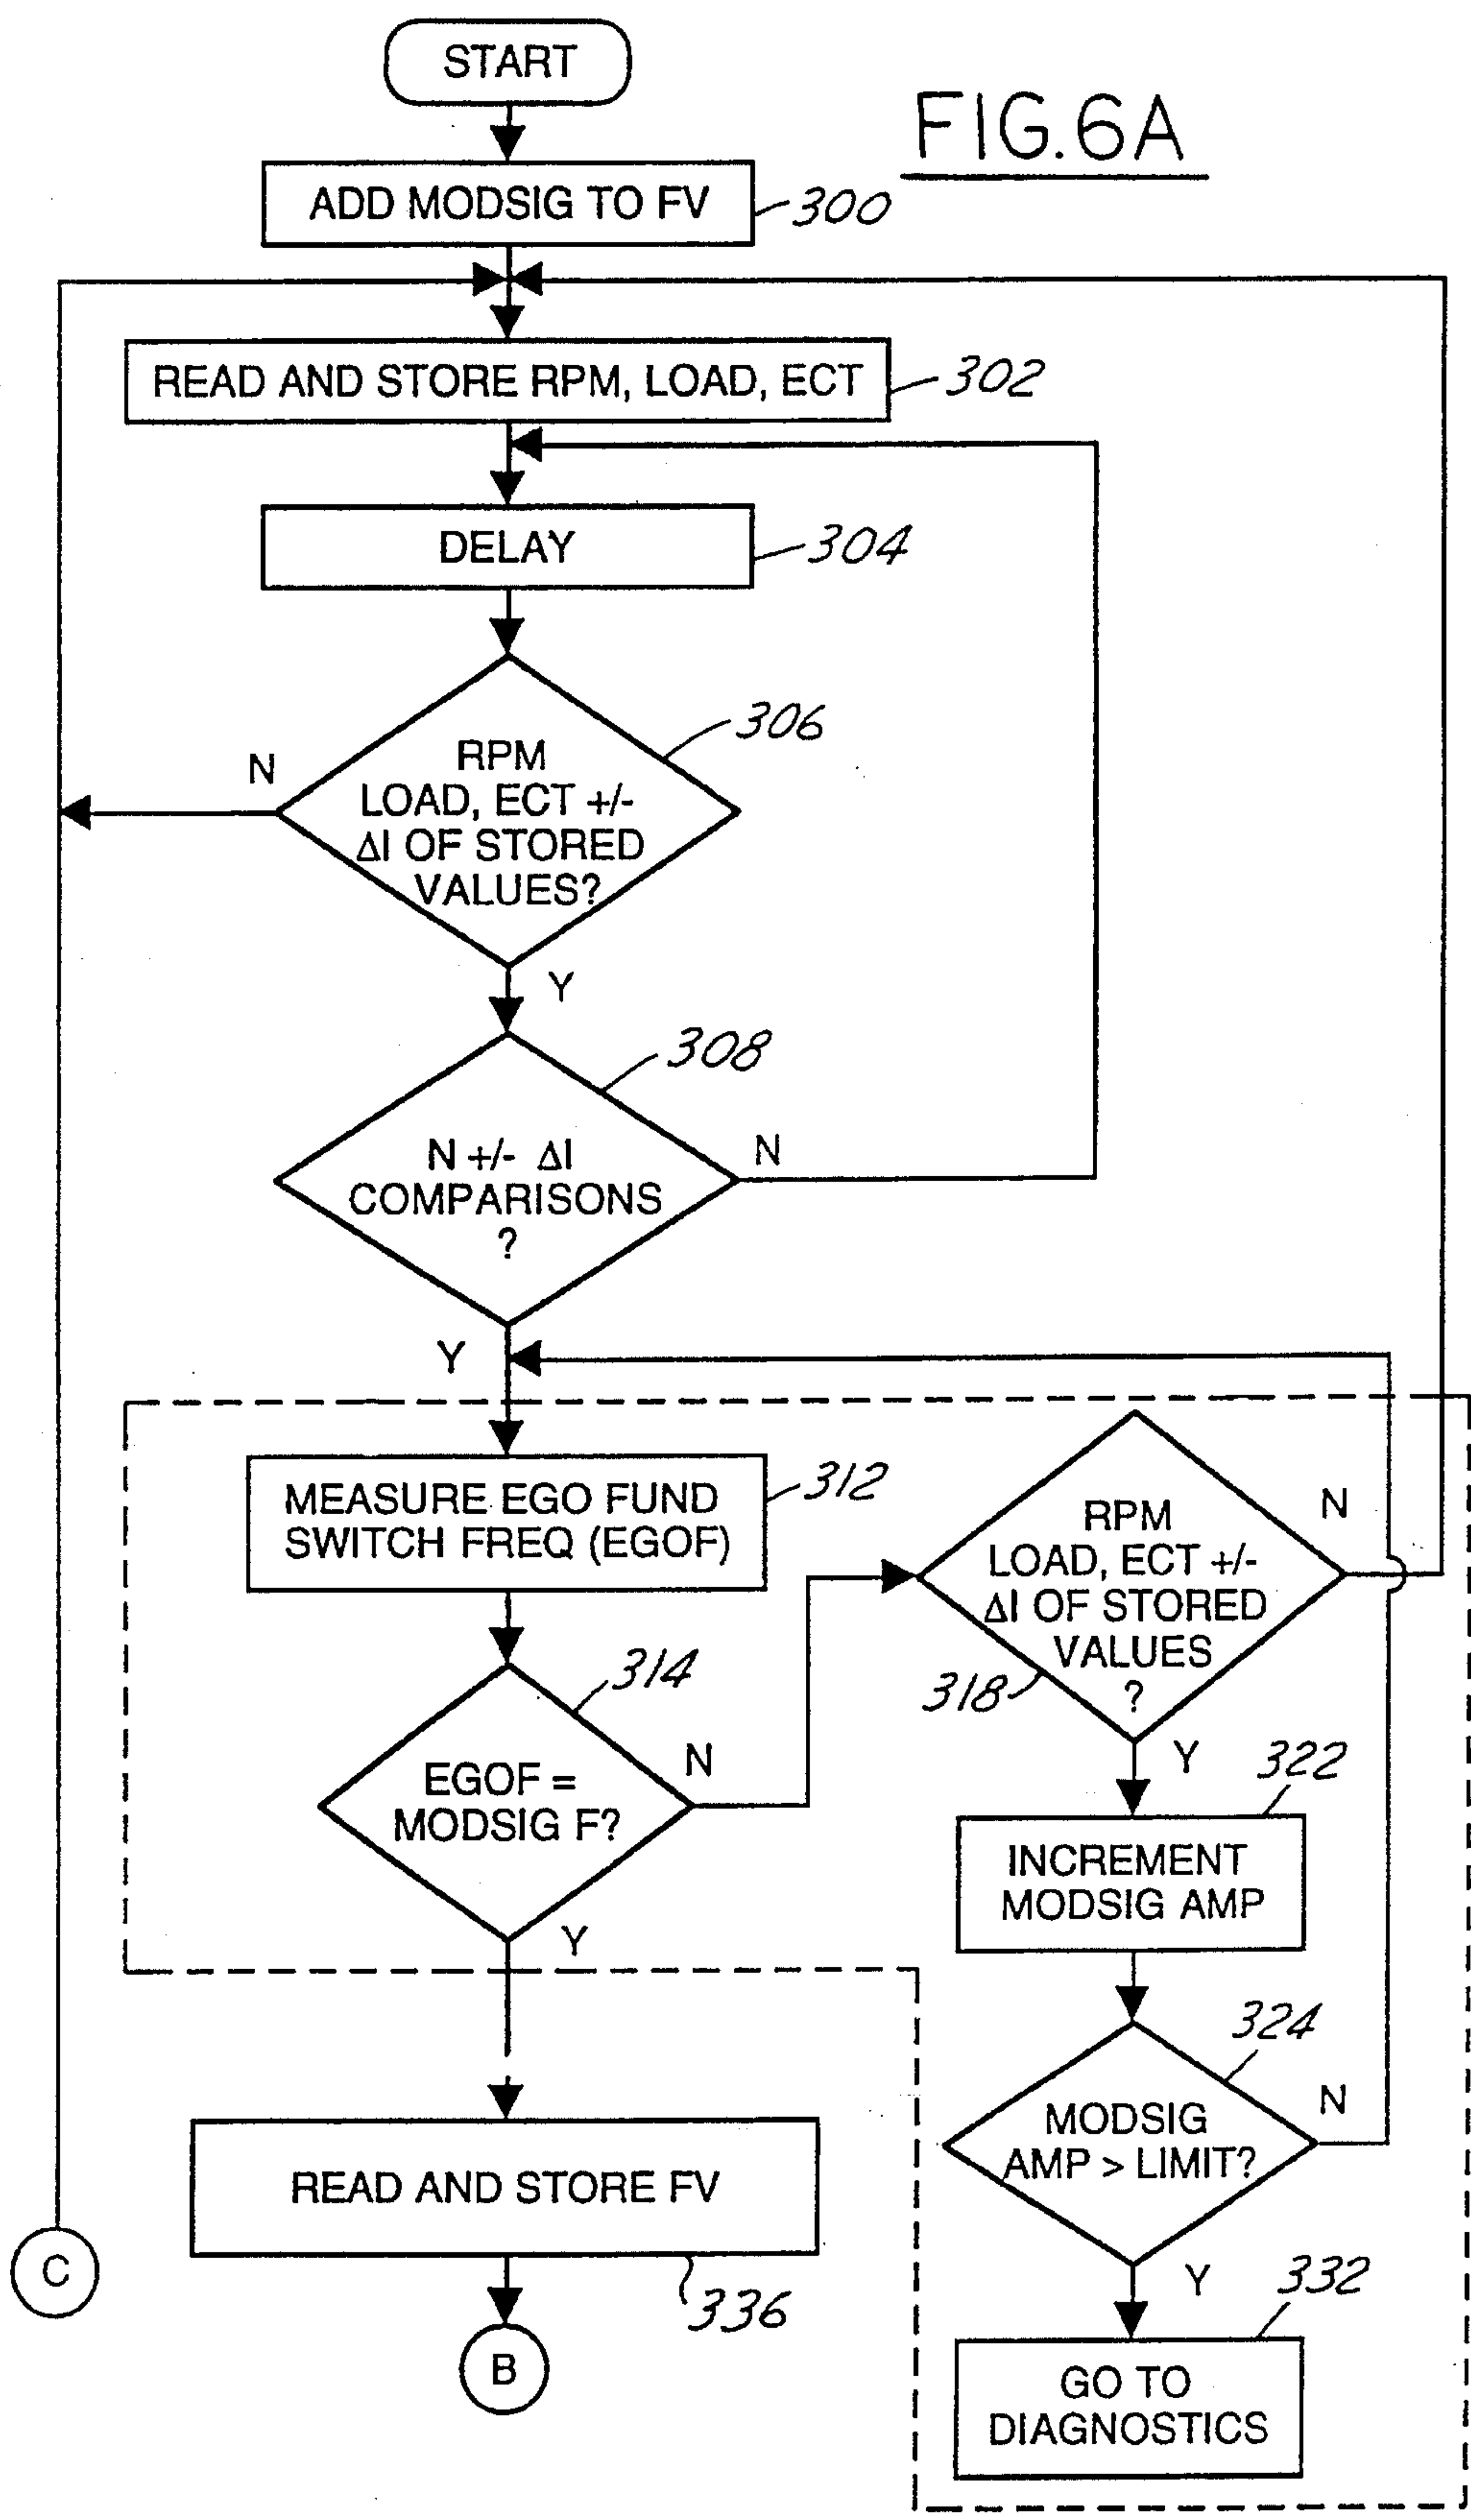 START
FIG.6A
ADD MODSIG TO FV
300
READ AND STORE RPM, LOAD, ECT
302
DELAY
304
306
N
RPM
LOAD, ECT +/-
ΔI OF STORED
VALUES?
Y
308
N +/- ΔI
COMPARISONS
?
N
Y
MEASURE EGO FUND
SWITCH FREQ (EGOF)
312
RPM
LOAD, ECT +/-
ΔI OF STORED
VALUES
?
N
318
Y
314
EGOF =
MODSIG F?
N
Y
322
INCREMENT
MODSIG AMP
324
MODSIG
AMP > LIMIT?
N
Y
READ AND STORE FV
336
C
B
332
GO TO
DIAGNOSTICS